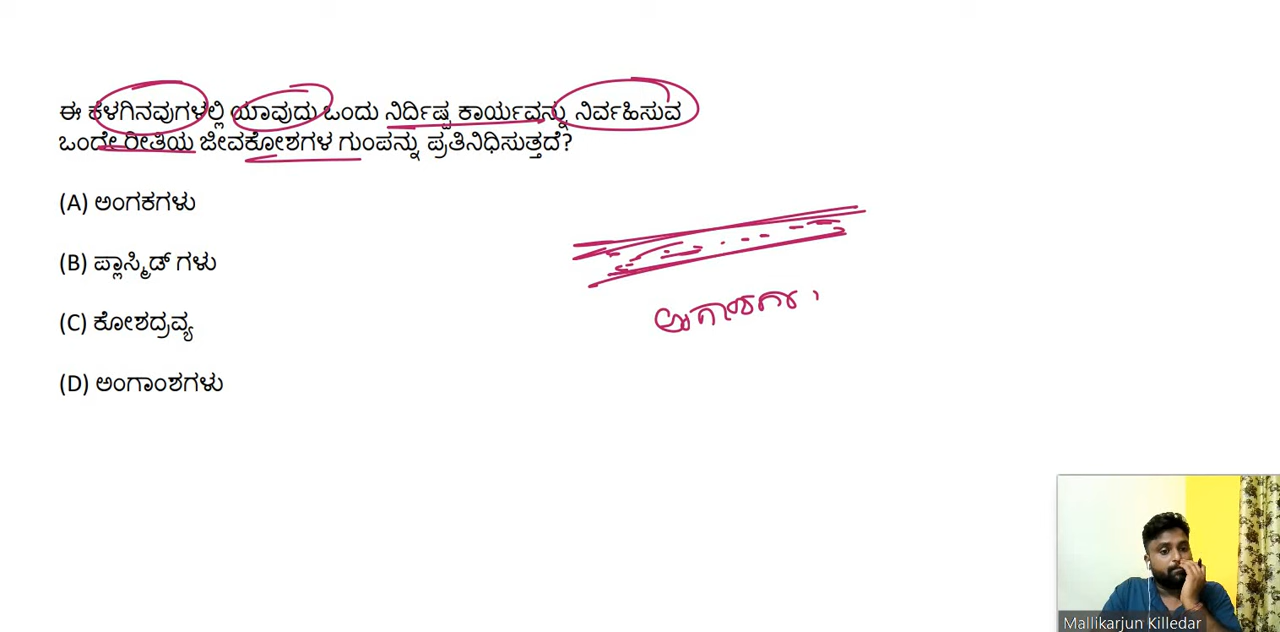 ಈ ಕೆಳಗಿನವುಗಳಲ್ಲಿ ಯಾವುದು ಒಂದು ನಿರ್ದಿಷ್ಟ ಕಾರ್ಯವನ್ನು ನಿರ್ವಹಿಸುವ
ಒಂದೇ ರೀತಿಯ ಜೀವಕೋಶಗಳ ಗುಂಪನ್ನು ಪ್ರತಿನಿಧಿಸುತ್ತದೆ?
(A) ಅಂಗಕಗಳು
(B) ಪ್ಲಾಸ್ಮಿಡ್ ಗಳು
(C) ಕೋಶದ್ರವ್ಯ
(D) ಅಂಗಾಂಶಗಳು
Mallikarjun Killedar